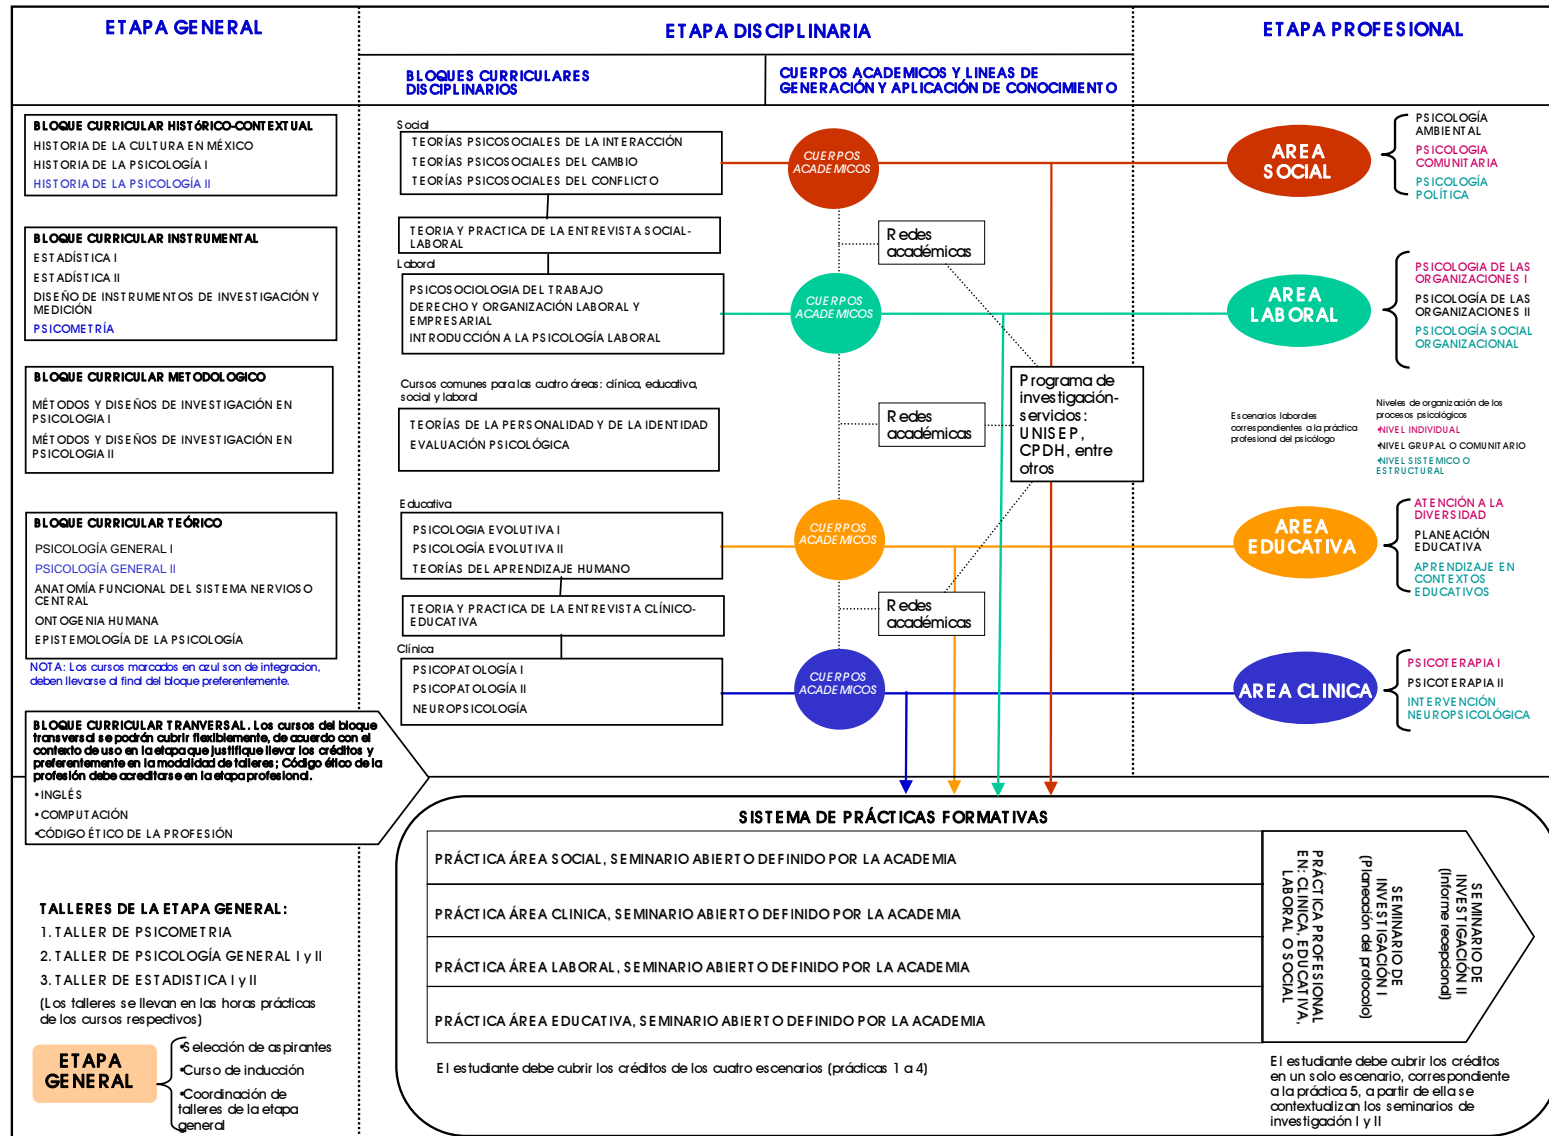 ETAPA GENERAL
ETAPA DISCIPLINARIA
ETAPA PROFESIONAL
BLOQUES CURRICULARES
DISCIPLINARIOS
CUERPOS ACADEMICOS Y LINEAS DE
GENERACIÓN Y APLICACIÓN DE CONOCIMIENTO
BLOQUE CURRICULAR HISTóRICO-CONTEXTUAL
HISTORIA DE LA CULTURA EN MÉXICO
HISTORIA DE LA PSICOLOGÍA I
HISTORIA DE LA PSICOLOGÍA II
BLOQUE CURRICULAR INSTRUMENTAL
ESTADÍSTICA I
ESTADÍSTICA II
DISEÑO DE INSTRUMENTOS DE INVESTIGACIÓN Y
MEDICIÓN
PSICOMETRÍA
BLOQUE CURRICULAR METODOLOGICO
MÉTODOS Y DISEÑOS DE INVESTIGACIÓN EN
PSICOLOGIA I
MÉTODOS Y DISEÑOS DE INVESTIGACIÓN EN
PSICOLOGIA II
BLOQUE CURRICULAR TEÓRICO
PSICOLOGÍA GENERAL I
PSICOLOGÍA GENERAL II
ANATOMÍA FUNCIONAL DEL SISTEMA NERVIOSO
CENTRAL
ONTOGENIA HUMANA
EPISTEMOLOGÍA DE LA PSICOLOGÍA
NOTA: Los cursos marcados en azul son de integracion,
deben llevarse al final del bloque preferentemente.
BLOQUE CURRICULAR TRANVERSAL. Los cursos del bloque
transversal se podrán cubrir flexiblemente, de acuerdo con el
contexto de uso en la etapa que justifique llevar los créditos y
preferentemente en la modalidad de talleres; Código ético de la
profesión debe acreditarse en la etapa profesional.
•INGLÉS
•COMPUTACIÓN
•CÓDIGO ÉTICO DE LA PROFESIÓN
TALLERES DE LA ETAPA GENERAL:
1. TALLER DE PSICOMETRIA
2. TALLER DE PSICOLOGÍA GENERAL I y II
3. TALLER DE ESTADISTICA I y II
(Los talleres se llevan en las horas prácticas
de los cursos respectivos)
ETAPA
GENERAL
•Selección de aspirantes
•Curso de inducción
•Coordinación de
talleres de la etapa
general
Social
TEORÍAS PSICOSOCIALES DE LA INTERACCIÓN
TEORÍAS PSICOSOCIALES DEL CAMBIO
TEORÍAS PSICOSOCIALES DEL CONFLICTO
TEORIA Y PRACTICA DE LA ENTREVISTA SOCIAL-
LABORAL
Laboral
PSICOSOCIOLOGIA DEL TRABAJO
DERECHO Y ORGANIZACIÓN LABORAL Y
EMPRESARIAL
INTRODUCCIÓN A LA PSICOLOGÍA LABORAL
Cursos comunes para las cuatro áreas: clínica, educativa,
social y laboral
TEORÍAS DE LA PERSONALIDAD Y DE LA IDENTIDAD
EVALUACIÓN PSICOLÓGICA
Educativa
PSICOLOGIA EVOLUTIVA I
PSICOLOGÍA EVOLUTIVA II
TEORÍAS DEL APRENDIZAJE HUMANO
TEORIA Y PRACTICA DE LA ENTREVISTA CLÍNICO-
EDUCATIVA
Clínica
PSICOPATOLOGÍA I
PSICOPATOLOGÍA II
NEUROPSICOLOGÍA
CUERPOS
ACADEMICOS
Redes
académicas
CUERPOS
ACADEMICOS
Redes
académicas
Programa de
investigación-
servicios:
UNISEP,
CPDH, entre
otros
CUERPOS
ACADEMICOS
Redes
académicas
CUERPOS
ACADEMICOS
AREA
SOCIAL
PSICOLOGÍA
AMBIENTAL
PSICOLOGIA
COMUNITARIA
PSICOLOGÍA
POLÍTICA
AREA
LABORAL
PSICOLOGIA DE LAS
ORGANIZACIONES I
PSICOLOGÍA DE LAS
ORGANIZACIONES II
PSICOLOGÍA SOCIAL
ORGANIZACIONAL
Escenarios laborales
correspondientes a la práctica
profesional del psicólogo
Niveles de organización de los
procesos psicológicos
•NIVEL INDIVIDUAL
•NIVEL GRUPAL O COMUNITARIO
•NIVEL SISTEMICO O
ESTRUCTURAL
AREA
EDUCATIVA
ATENCIÓN A LA
DIVERSIDAD
PLANEACIÓN
EDUCATIVA
APRENDIZAJE EN
CONTEXTOS
EDUCATIVOS
AREA CLINICA
PSICOTERAPIA I
PSICOTERAPIA II
INTERVENCIÓN
NEUROPSICOLÓGICA
SISTEMA DE PRÁCTICAS FORMATIVAS
PRÁCTICA ÁREA SOCIAL, SEMINARIO ABIERTO DEFINIDO POR LA ACADEMIA
PRÁCTICA ÁREA CLINICA, SEMINARIO ABIERTO DEFINIDO POR LA ACADEMIA
PRÁCTICA ÁREA LABORAL, SEMINARIO ABIERTO DEFINIDO POR LA ACADEMIA
PRÁCTICA ÁREA EDUCATIVA, SEMINARIO ABIERTO DEFINIDO POR LA ACADEMIA
El estudiante debe cubrir los créditos de los cuatro escenarios (prácticas 1 a 4)
PRÁCTICA PROFESIONAL
EN: CLINICA, EDUCATIVA,
LABORAL O SOCIAL
SEMINARIO DE
INVESTIGACIÓN I
(Planeación del protocolo)
SEMINARIO DE
INVESTIGACIÓN II
(Informe recepcional)
El estudiante debe cubrir los créditos
en un solo escenario, correspondiente
a la práctica 5, a partir de ella se
contextualizan los seminarios de
investigación I y II